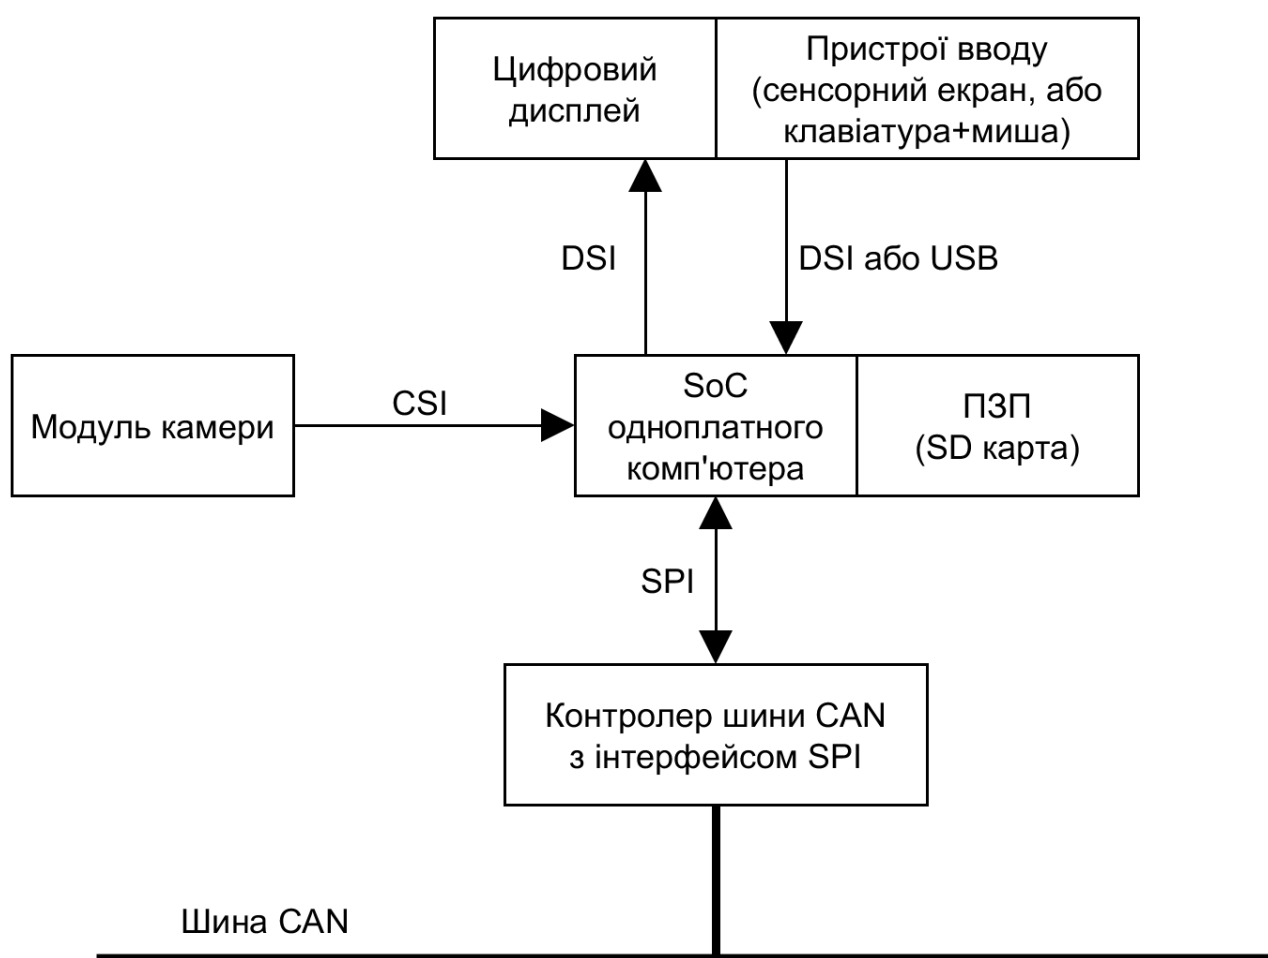 Цифровий
дисплей
Пристрої вводу
(сенсорний екран, або
клавіатура+миша)
DSI
DSI або USB
Модуль камери
CSI
SoC
одноплатного
комп'ютера
ПЗП
(SD карта)
SPI
Контролер шини CAN
з інтерфейсом SPI
Шина CAN